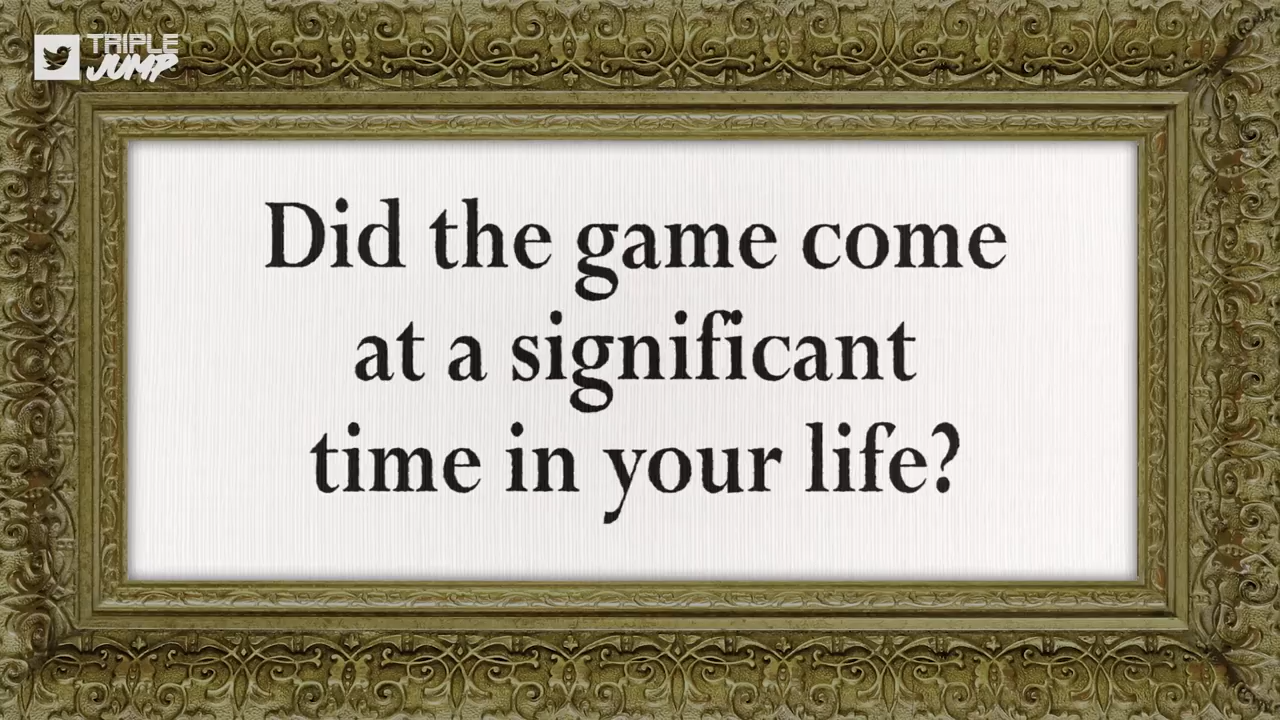 TRIPLE
JUMP
Did the game come
at a significant
time in your life?